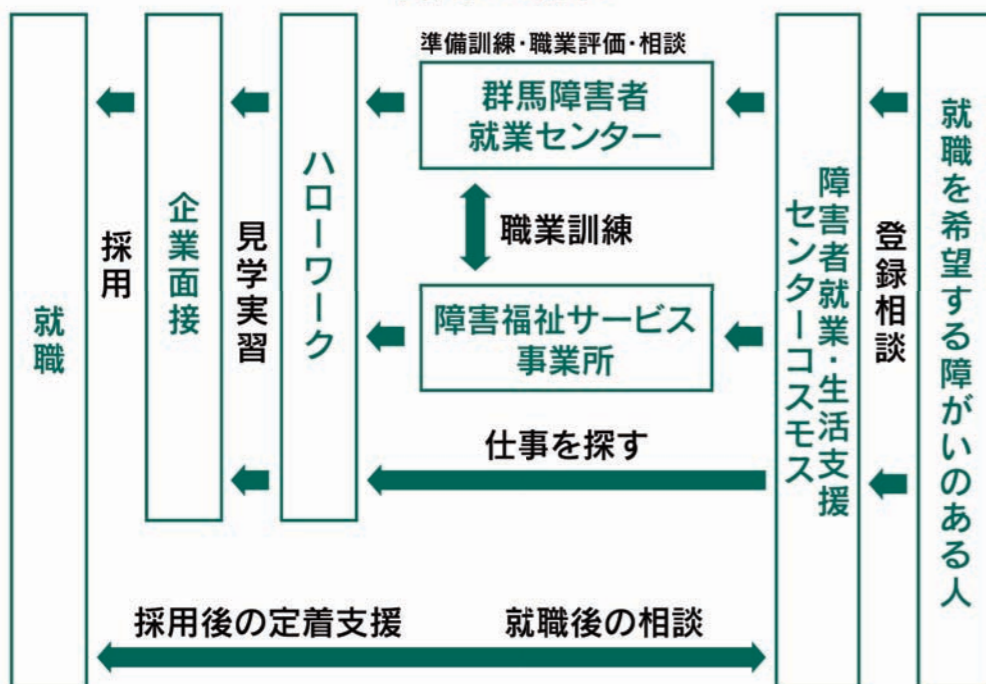 就職を希望する障がいのある人
登録相談
障害者就業・生活支援
センターコスモス
準備訓練・職業評価・相談
群馬障害者
就業センター
職業訓練
障害福祉サービス
事業所
仕事を探す
ハローワーク
見学実習
企業面接
採用
就職
採用後の定着支援
就職後の相談